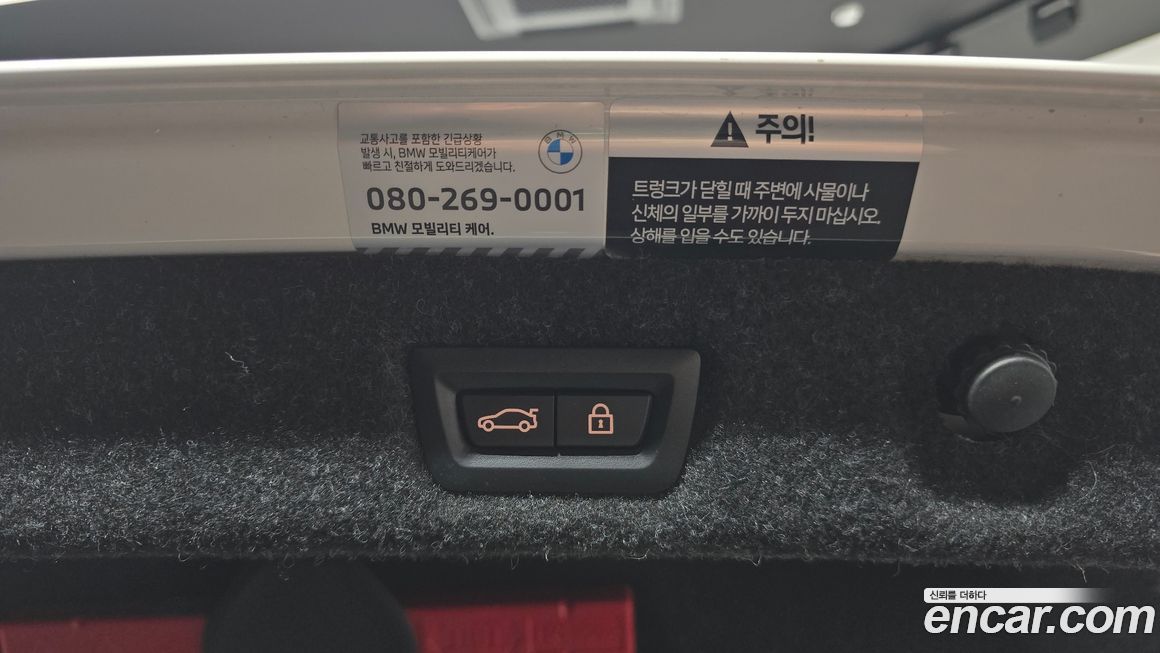 교통사고를 포함한 긴급상황
발생 시, BMW 모빌리티케어가
빠르고 친절하게 도와드리겠습니다.
BMW
080-269-0001
BMW 모빌리티 케어.
주의!
트렁크가 닫힐 때 주변에 사물이나
신체의 일부를 가까이 두지 마십시오.
상해를 입을 수도 있습니다.
신뢰를 더하다
encar.com